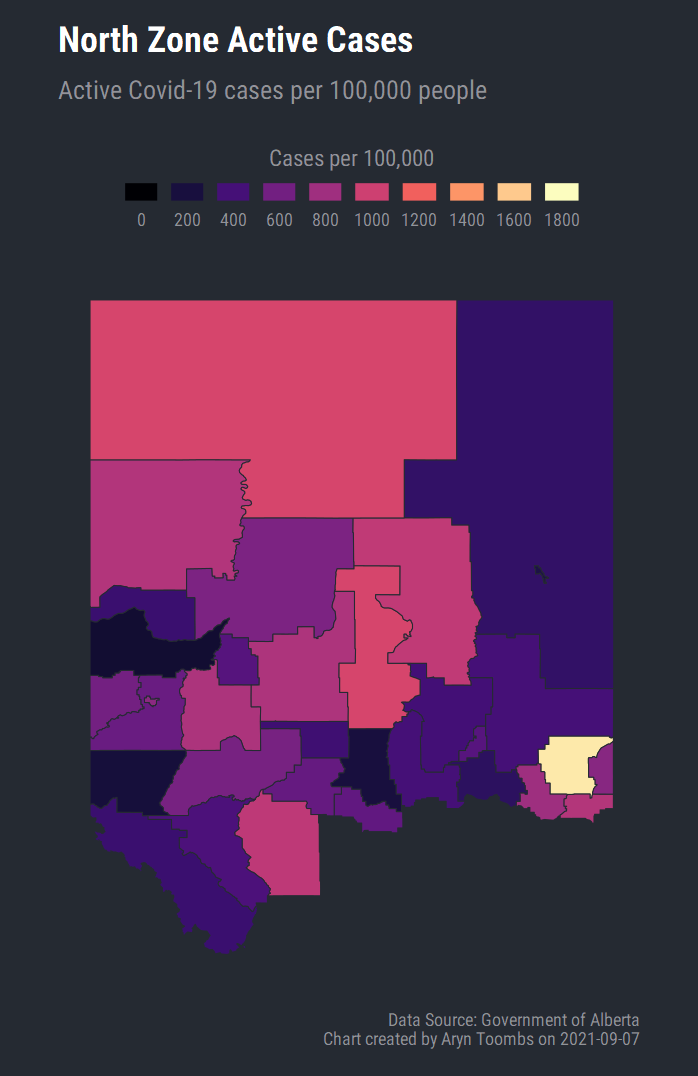 North Zone Active Cases
Active Covid-19 cases per 100,000 people
Cases per 100,000
0 200 400 600 800 1000 1200 1400 1600 1800
Data Source: Government of Alberta
Chart created by Aryn Toombs on 2021-09-07